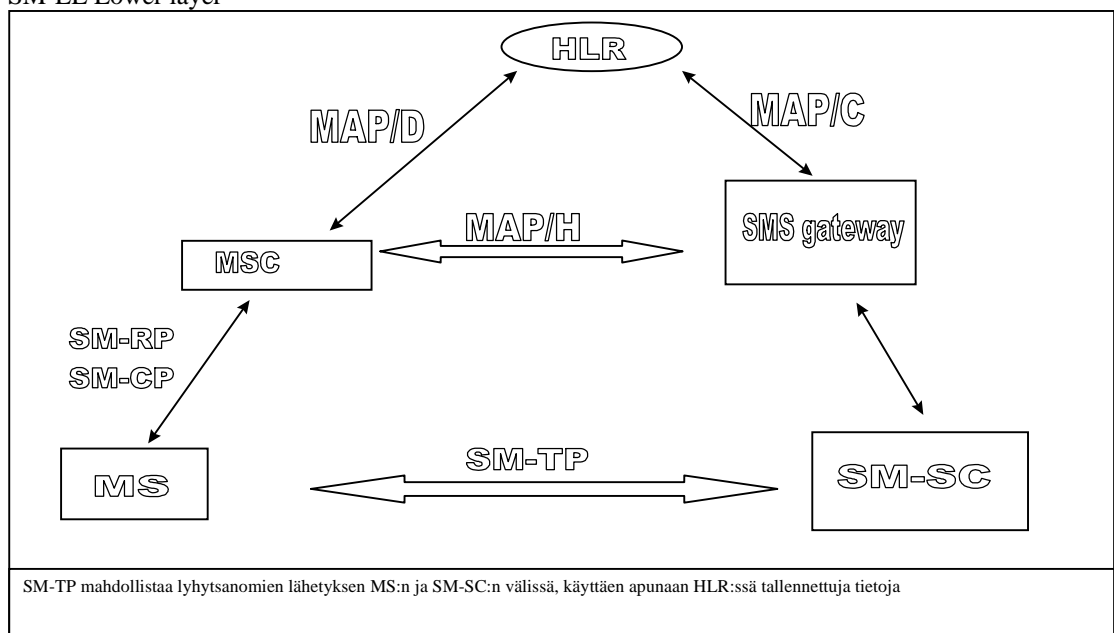 HLR
MAP/D
MAP/C
MAP/H
SMS gateway
MSC
SM-RP
SM-CP
SM-TP
MS
SM-SC
SM-TP mahdollistaa lyhytsanomien lähetyksen MS:n ja SM-SC:n välissä, käyttäen apunaan HLR:ssä tallennettuja tietoja